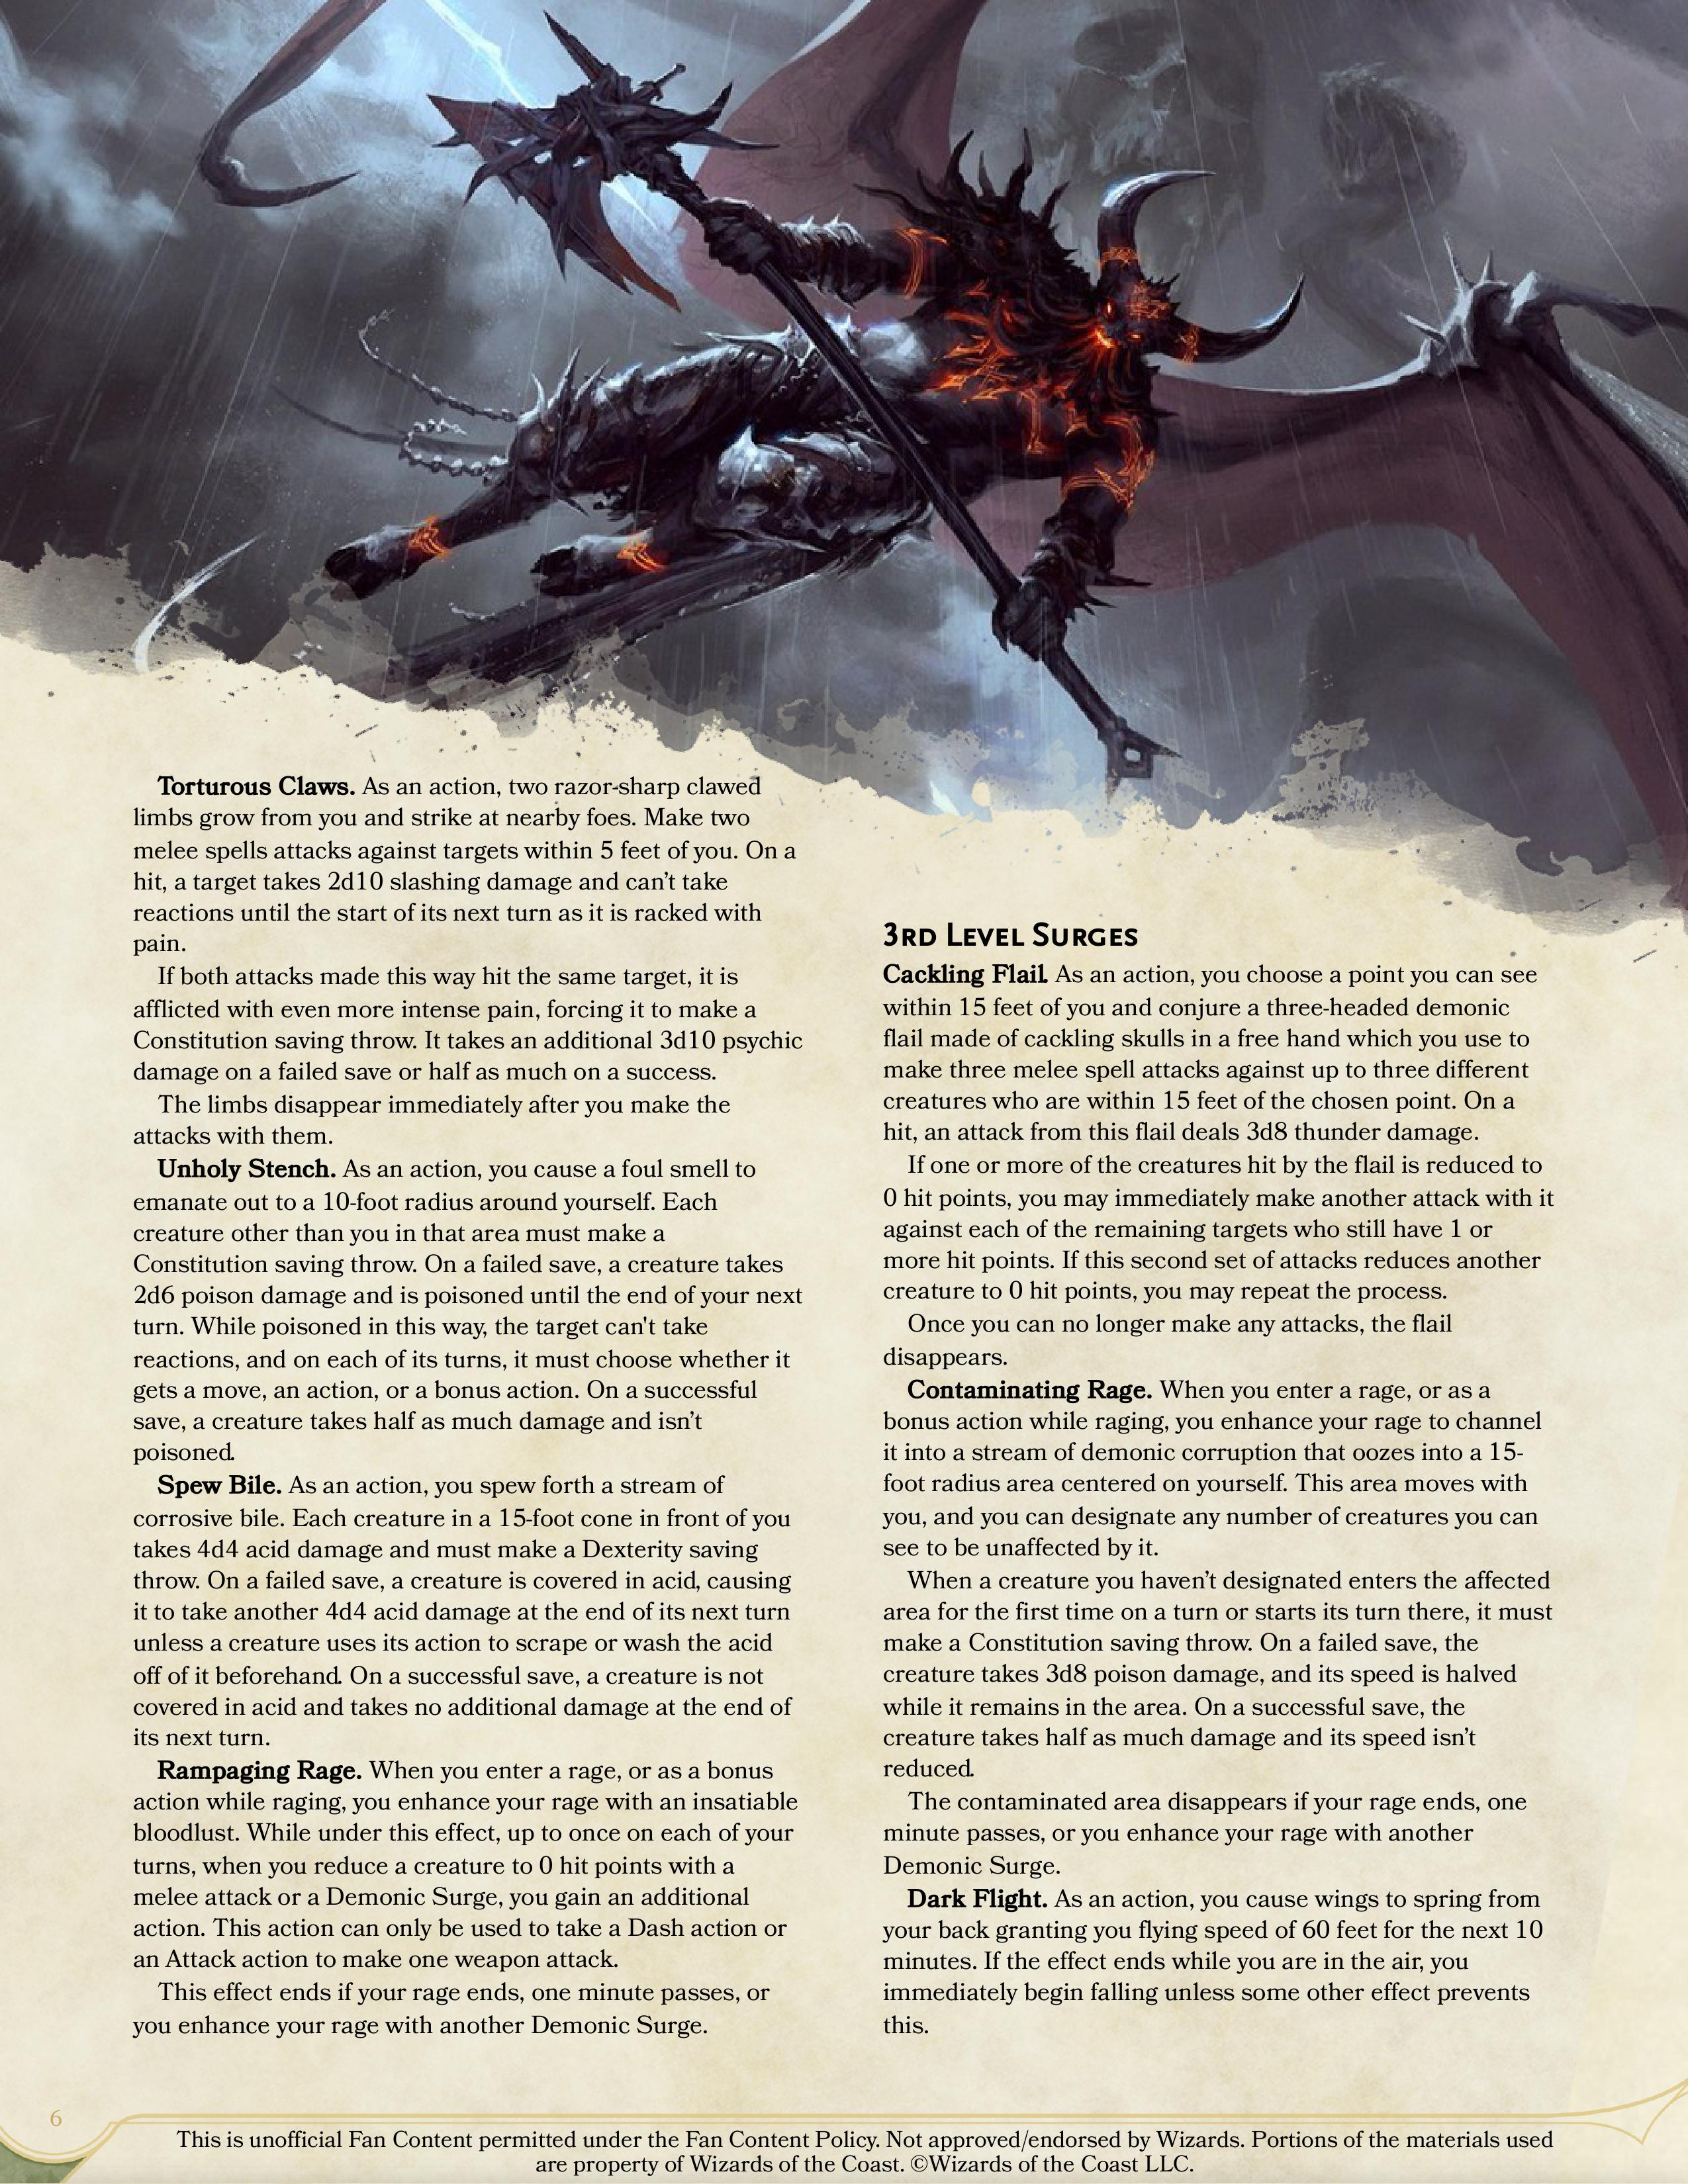 Torturous Claws. As an action, two razor-sharp clawed
limbs grow from you and strike at nearby foes. Make two
melee spells attacks against targets within 5 feet of you. On a
hit, a target takes 2d10 slashing damage and can’t take
reactions until the start of its next turn as it is racked with
pain.
If both attacks made this way hit the same target, it is
afflicted with even more intense pain, forcing it to make a
Constitution saving throw. It takes an additional 3d10 psychic
damage on a failed save or half as much on a success.
The limbs disappear immediately after you make the
attacks with them.
Unholy Stench. As an action, you cause a foul smell to
emanate out to a 10-foot radius around yourself. Each
creature other than you in that area must make a
Constitution saving throw. On a failed save, a creature takes
2d6 poison damage and is poisoned until the end of your next
turn. While poisoned in this way, the target can't take
reactions, and on each of its turns, it must choose whether it
gets a move, an action, or a bonus action. On a successful
save, a creature takes half as much damage and isn’t
poisoned.
Spew Bile. As an action, you spew forth a stream of
corrosive bile. Each creature in a 15-foot cone in front of you
takes 4d4 acid damage and must make a Dexterity saving
throw. On a failed save, a creature is covered in acid, causing
it to take another 4d4 acid damage at the end of its next turn
unless a creature uses its action to scrape or wash the acid
off of it beforehand. On a successful save, a creature is not
covered in acid and takes no additional damage at the end of
its next turn.
Rampaging Rage. When you enter a rage, or as a bonus
action while raging, you enhance your rage with an insatiable
bloodlust. While under this effect, up to once on each of your
turns, when you reduce a creature to 0 hit points with a
melee attack or a Demonic Surge, you gain an additional
action. This action can only be used to take a Dash action or
an Attack action to make one weapon attack.
This effect ends if your rage ends, one minute passes, or
you enhance your rage with another Demonic Surge.
3rd Level Surges
Cackling Flail. As an action, you choose a point you can see
within 15 feet of you and conjure a three-headed demonic
flail made of cackling skulls in a free hand which you use to
make three melee spell attacks against up to three different
creatures who are within 15 feet of the chosen point. On a
hit, an attack from this flail deals 3d8 thunder damage.
If one or more of the creatures hit by the flail is reduced to
0 hit points, you may immediately make another attack with it
against each of the remaining targets who still have 1 or
more hit points. If this second set of attacks reduces another
creature to 0 hit points, you may repeat the process.
Once you can no longer make any attacks, the flail
disappears.
Contaminating Rage. When you enter a rage, or as a
bonus action while raging, you enhance your rage to channel
it into a stream of demonic corruption that oozes into a 15-
foot radius area centered on yourself. This area moves with
you, and you can designate any number of creatures you can
see to be unaffected by it.
When a creature you haven’t designated enters the affected
area for the first time on a turn or starts its turn there, it must
make a Constitution saving throw. On a failed save, the
creature takes 3d8 poison damage, and its speed is halved
while it remains in the area. On a successful save, the
creature takes half as much damage and its speed isn’t
reduced.
The contaminated area disappears if your rage ends, one
minute passes, or you enhance your rage with another
Demonic Surge.
Dark Flight. As an action, you cause wings to spring from
your back granting you flying speed of 60 feet for the next 10
minutes. If the effect ends while you are in the air, you
immediately begin falling unless some other effect prevents
this.
6
This is unofficial Fan Content permitted under the Fan Content Policy. Not approved/endorsed by Wizards. Portions of the materials used
are property of Wizards of the Coast. ©Wizards of the Coast LLC.